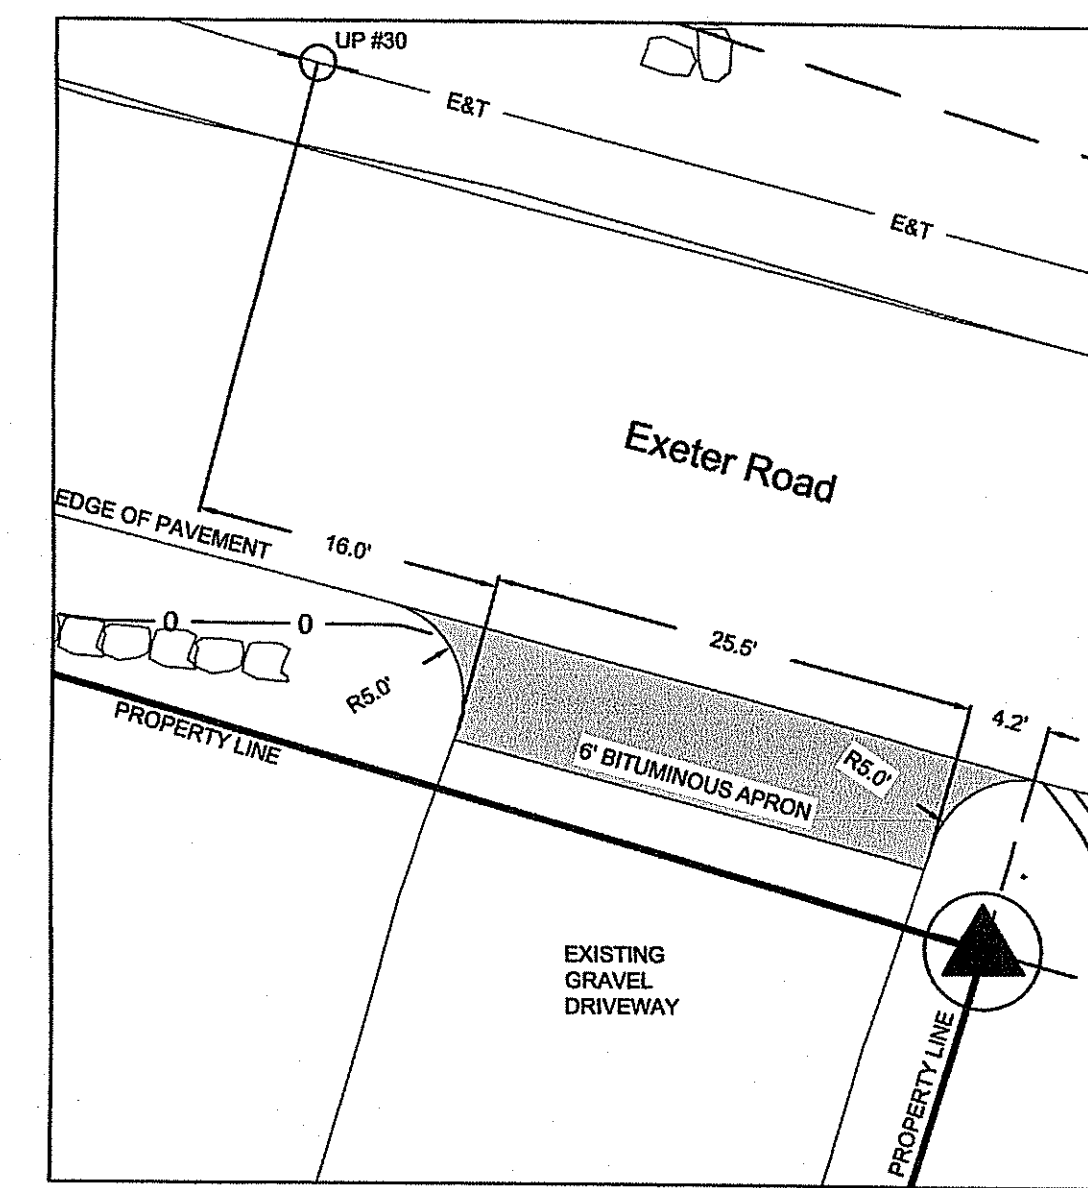 UP #30
E&T
E&T
Exeter Road
EDGE OF PAVEMENT
16.0'
25.5'
4.2'
0
0
R5.0'
R5.0'
PROPERTY LINE
6' BITUMINOUS APRON
EXISTING
GRAVEL
DRIVEWAY
PROPERTY LINE